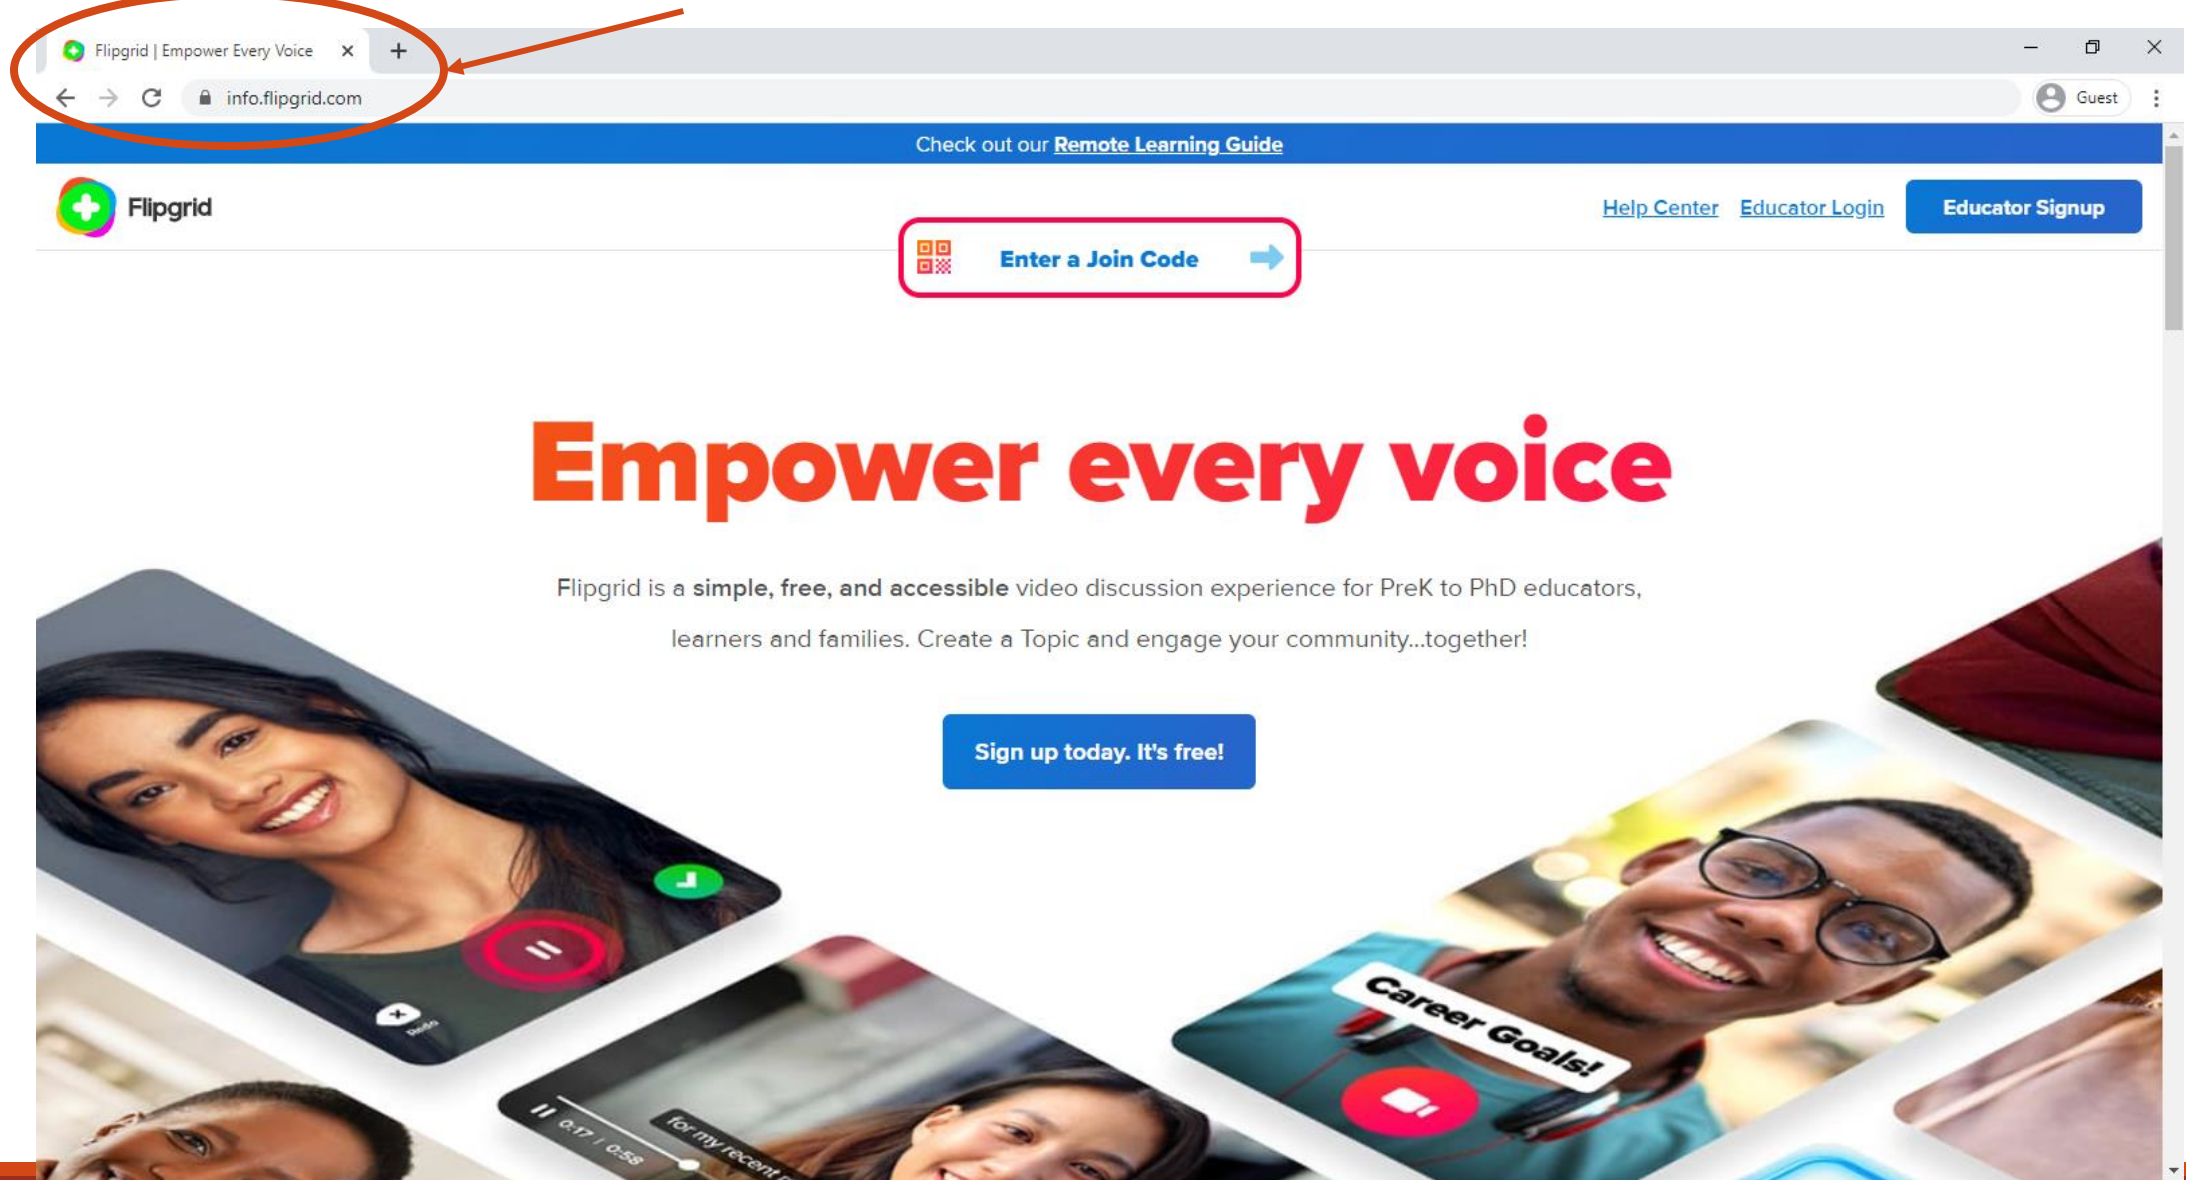 Flipgrid | Empower Every Voice
info.flipgrid.com
Guest
Check out our Remote Learning Guide
Flipgrid
Help Center Educator Login Educator Signup
Enter a Join Code
Empower every voice
Flipgrid is a simple, free, and accessible video discussion experience for PreK to PhD educators,
learners and families. Create a Topic and engage your community...together!
Sign up today. It's free!
Career Goals!
Redo
0:17 / 0:58
for my recent